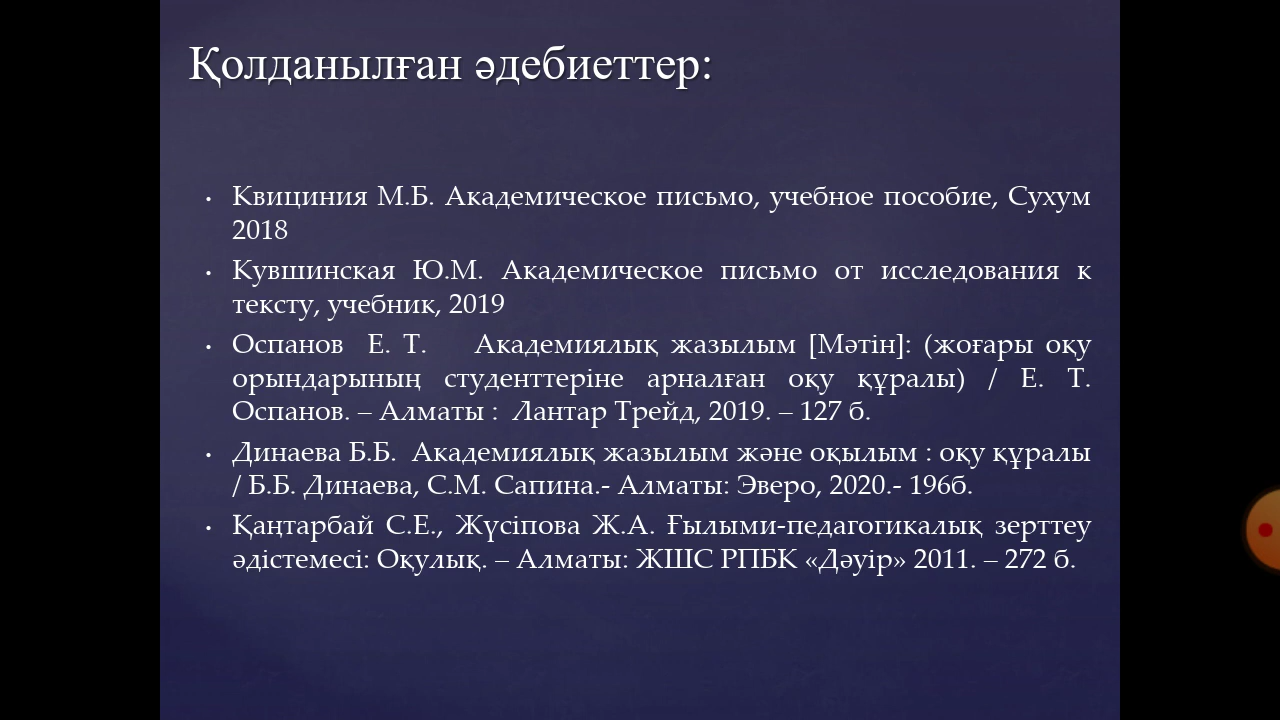 Қолданылған әдебиеттер:
• Квициния М.Б. Академическое письмо, учебное пособие, Сухум
2018
• Кувшинская Ю.М. Академическое письмо от исследования к
тексту, учебник, 2019
• Оспанов Е. Т. Академиялық жазылым [Мәтін]: (жоғары оқу
орындарының студенттеріне арналған оқу құралы) / Е. Т.
Оспанов. – Алматы : Лантар Трейд, 2019. – 127 б.
• Динаева Б.Б. Академиялық жазылым және оқылым : оқу құралы
/ Б.Б. Динаева, С.М. Сапина.- Алматы: Эверо, 2020.- 196б.
• Қаңтарбай С.Е., Жүсіпова Ж.А. Ғылыми-педагогикалық зерттеу
әдістемесі: Оқулық. – Алматы: ЖШС РПБК «Дәуір» 2011. – 272 б.